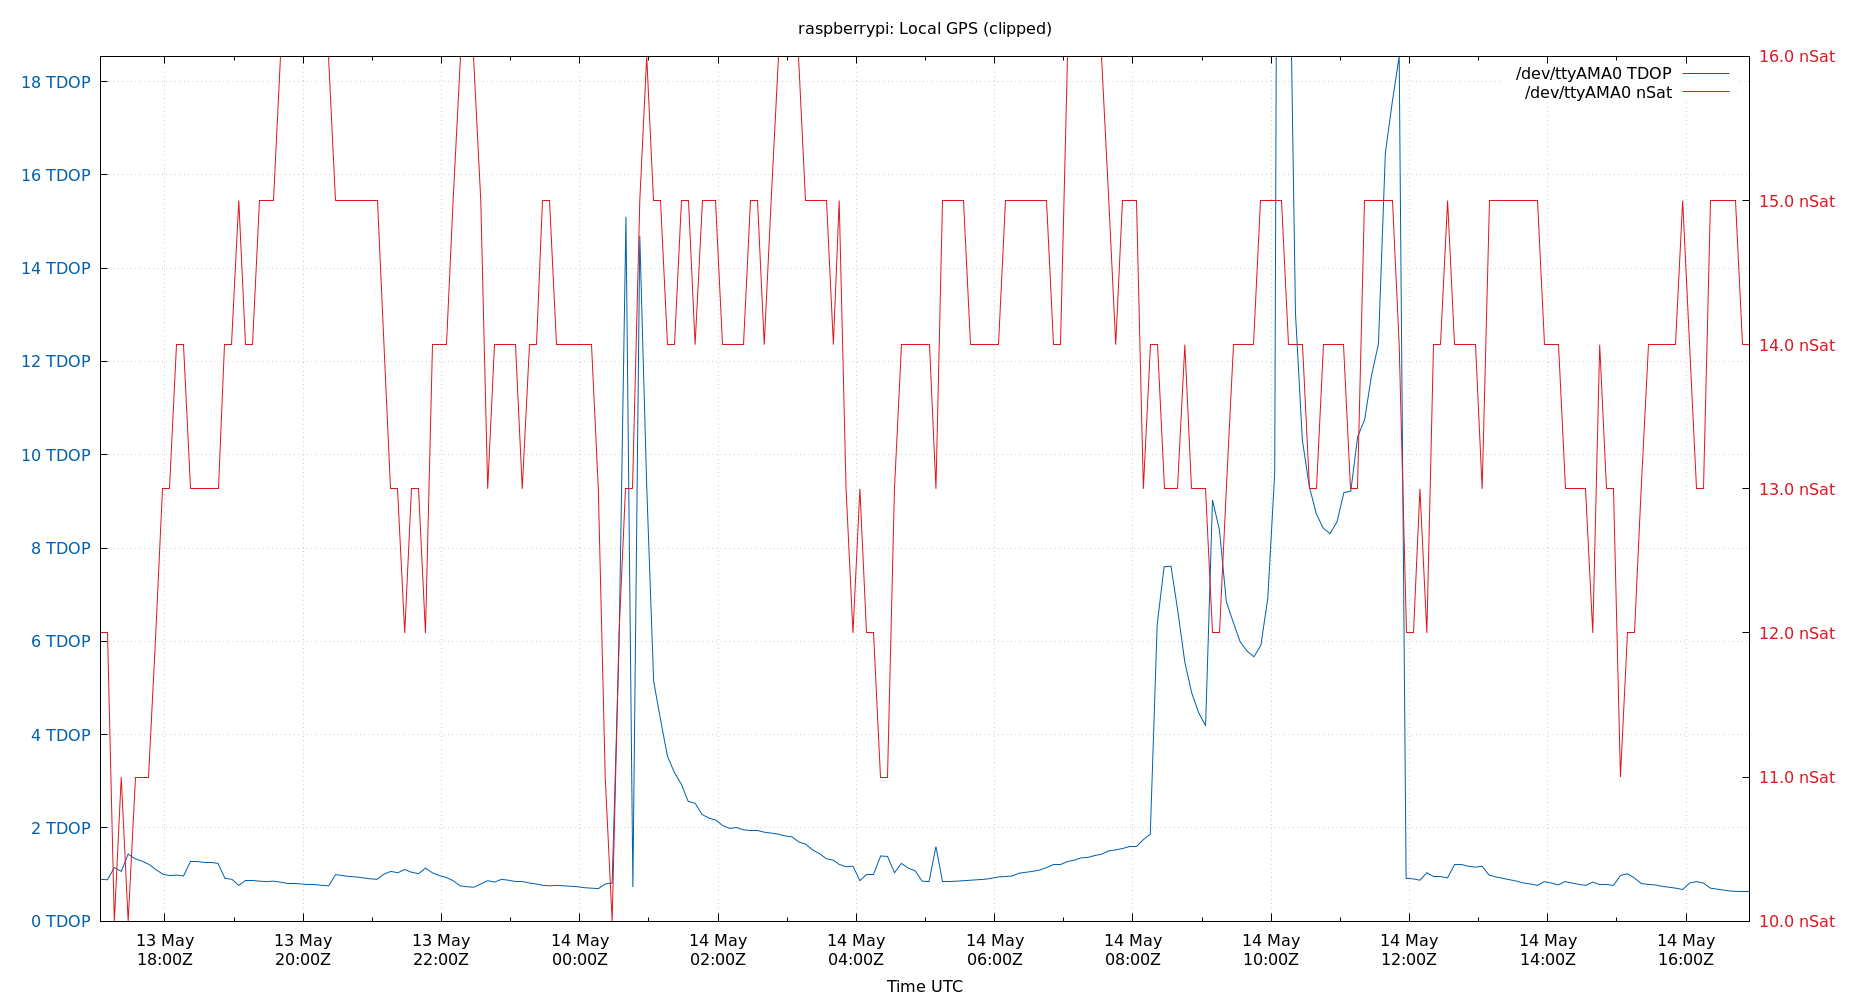 raspberrypi: Local GPS (clipped)
/dev/ttyAMA0 TDOP
/dev/ttyAMA0 nSat
18 TDOP
16 TDOP
14 TDOP
12 TDOP
10 TDOP
8 TDOP
6 TDOP
4 TDOP
2 TDOP
0 TDOP
16.0 nSat
15.0 nSat
14.0 nSat
13.0 nSat
12.0 nSat
11.0 nSat
10.0 nSat
13 May
18:00Z
13 May
20:00Z
13 May
22:00Z
14 May
00:00Z
14 May
02:00Z
14 May
04:00Z
14 May
06:00Z
14 May
08:00Z
14 May
10:00Z
14 May
12:00Z
14 May
14:00Z
14 May
16:00Z
Time UTC